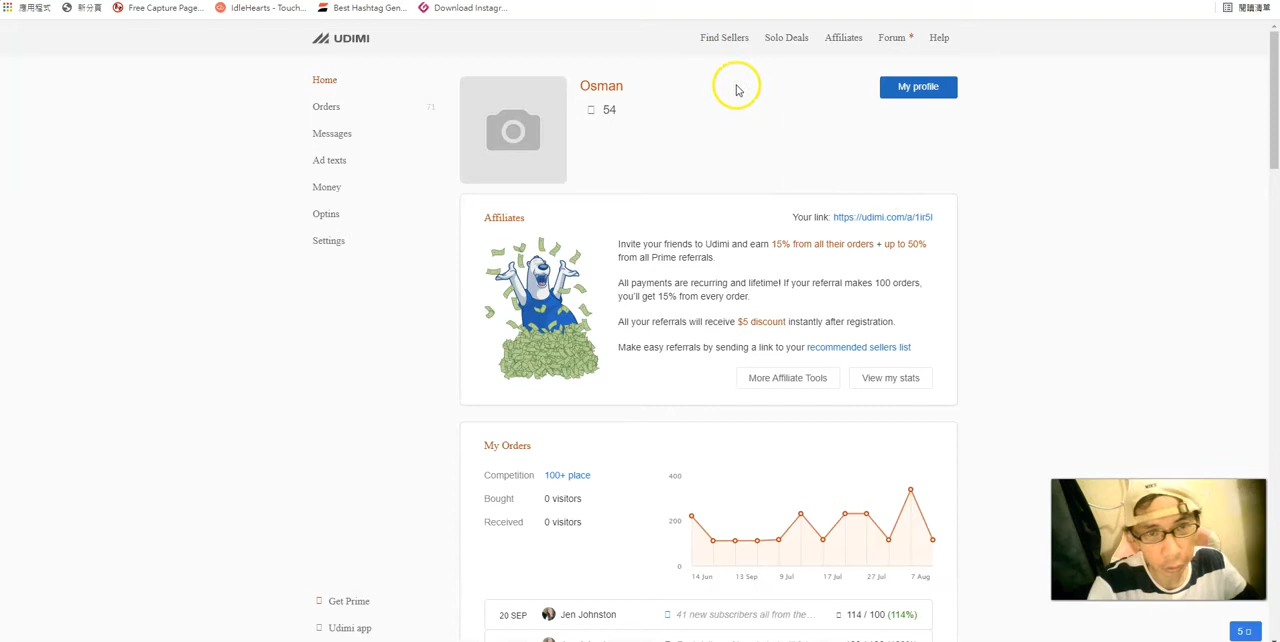 應用程式 新分頁 Free Capture Page... IdleHearts - Touch... Best Hashtag Gen... Download Instagr... 閱讀清單
UDIMI Find Sellers Solo Deals Affiliates Forum * Help
Home
Orders 71
Messages
Ad texts
Money
Optins
Settings
Osman
54
My profile
Affiliates Your link: https://udimi.com/a/1ir5l
Invite your friends to Udimi and earn 15% from all their orders + up to 50%
from all Prime referrals.
All payments are recurring and lifetime! If your referral makes 100 orders,
you'll get 15% from every order.
All your referrals will receive $5 discount instantly after registration.
Make easy referrals by sending a link to your recommended sellers list
More Affiliate Tools View my stats
My Orders
Competition 100+ place
Bought 0 visitors
Received 0 visitors
400
200
0
14 Jun 13 Sep 9 Jul 17 Jul 27 Jul 7 Aug
20 SEP Jen Johnston 41 new subscribers all from the... 114 / 100 (114%)
Get Prime
Udimi app
5